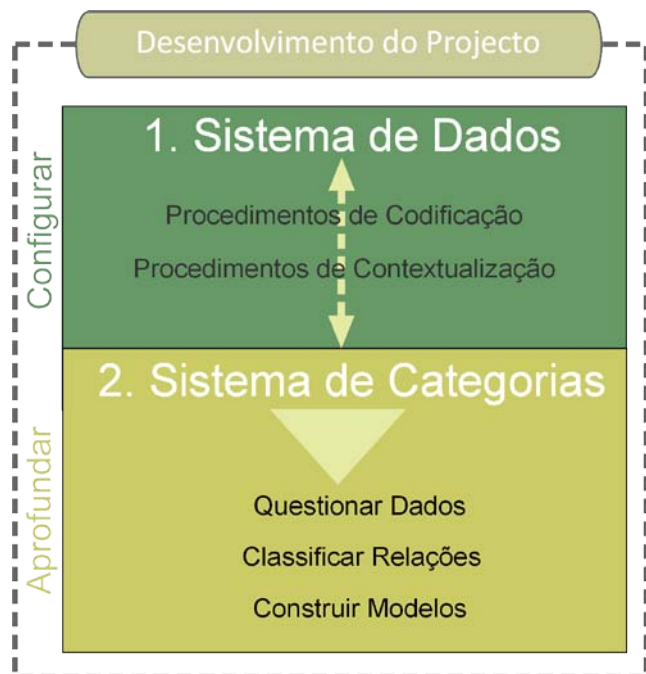 Desenvolvimento do Projecto
Configurar
1. Sistema de Dados
Procedimentos de Codificação
Procedimentos de Contextualização
Aprofundar
2. Sistema de Categorias
Questionar Dados
Classificar Relações
Construir Modelos